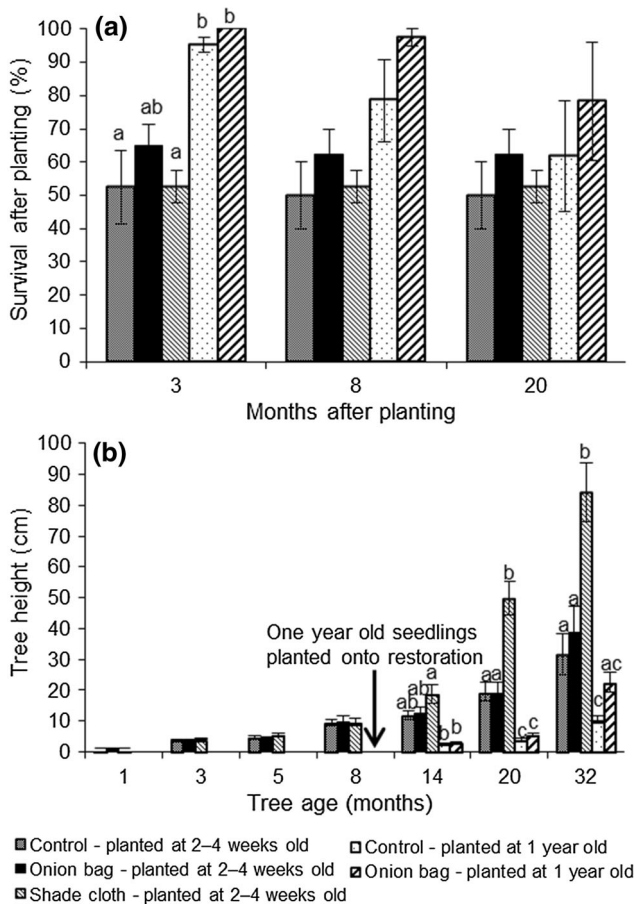 (a)
Survival after planting (%)
100
90
80
70
60
50
40
30
20
10
0
a
ab
a
b
b
3
8
20
Months after planting
(b)
Tree height (cm)
100
90
80
70
60
50
40
30
20
10
0
One year old seedlings
planted onto restoration
ab
ab
a
b
b
a
a
b
c
c
a
a
b
c
ac
1
3
5
8
14
20
32
Tree age (months)
Control - planted at 2–4 weeks old
Control - planted at 1 year old
Onion bag - planted at 2–4 weeks old
Onion bag - planted at 1 year old
Shade cloth - planted at 2–4 weeks old